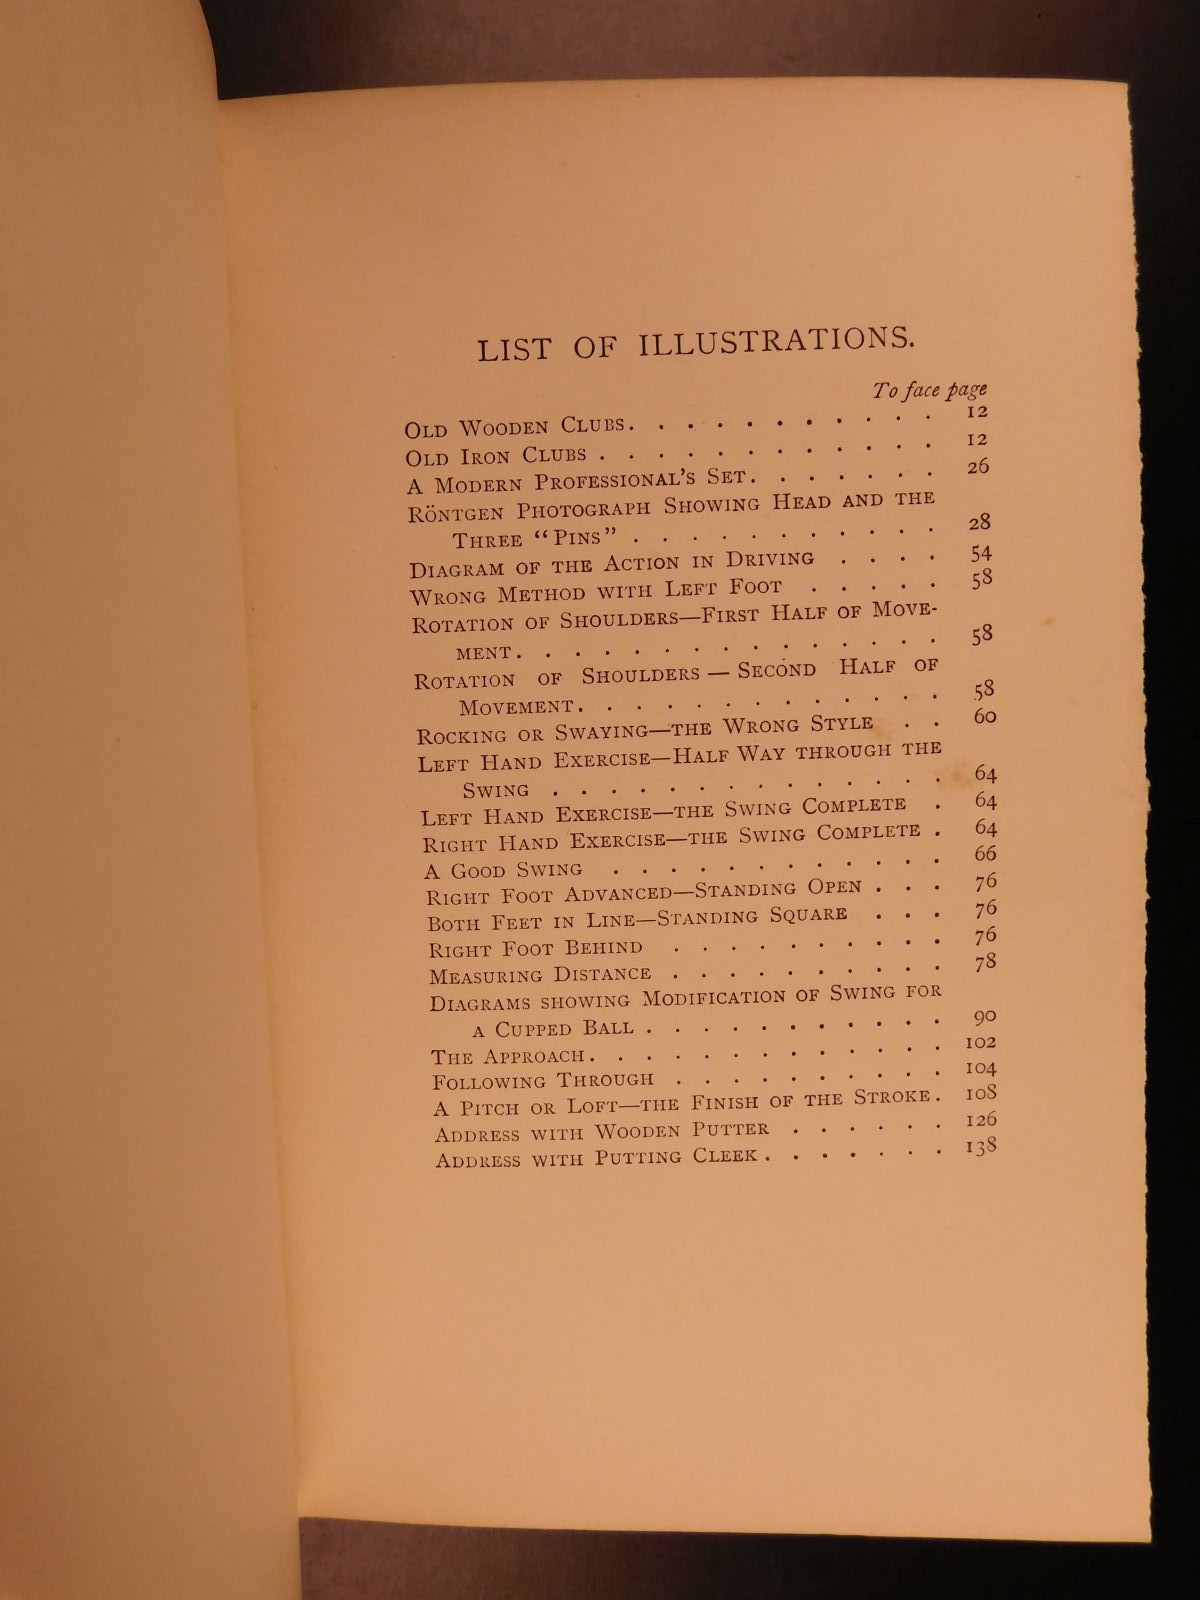 LIST OF ILLUSTRATIONS.
To face page
OLD WOODEN CLUBS. . . . . . . . . . . . 12
OLD IRON CLUBS . . . . . . . . . . . . . 12
A MODERN PROFESSIONAL'S SET. . . . . . . 26
RÖNTGEN PHOTOGRAPH SHOWING HEAD AND THE
THREE "PINS" . . . . . . . . . . . 28
DIAGRAM OF THE ACTION IN DRIVING . . . . 54
WRONG METHOD WITH LEFT FOOT . . . . . 58
ROTATION OF SHOULDERS—FIRST HALF OF MOVE-
MENT. . . . . . . . . . . . . . . 58
ROTATION OF SHOULDERS — SECOND HALF OF
MOVEMENT. . . . . . . . . . . . . 58
ROCKING OR SWAYING—THE WRONG STYLE . . 60
LEFT HAND EXERCISE—HALF WAY THROUGH THE
SWING . . . . . . . . . . . . . . 64
LEFT HAND EXERCISE—THE SWING COMPLETE . 64
RIGHT HAND EXERCISE—THE SWING COMPLETE . 64
A GOOD SWING . . . . . . . . . . . . 66
RIGHT FOOT ADVANCED—STANDING OPEN . . . 76
BOTH FEET IN LINE—STANDING SQUARE . . . 76
RIGHT FOOT BEHIND . . . . . . . . . . 76
MEASURING DISTANCE . . . . . . . . . . 78
DIAGRAMS SHOWING MODIFICATION OF SWING FOR
A CUPPED BALL . . . . . . . . . . . 90
THE APPROACH. . . . . . . . . . . . . 102
FOLLOWING THROUGH . . . . . . . . . . 104
A PITCH OR LOFT—THE FINISH OF THE STROKE. 108
ADDRESS WITH WOODEN PUTTER . . . . . . 126
ADDRESS WITH PUTTING CLEEK. . . . . . . 138